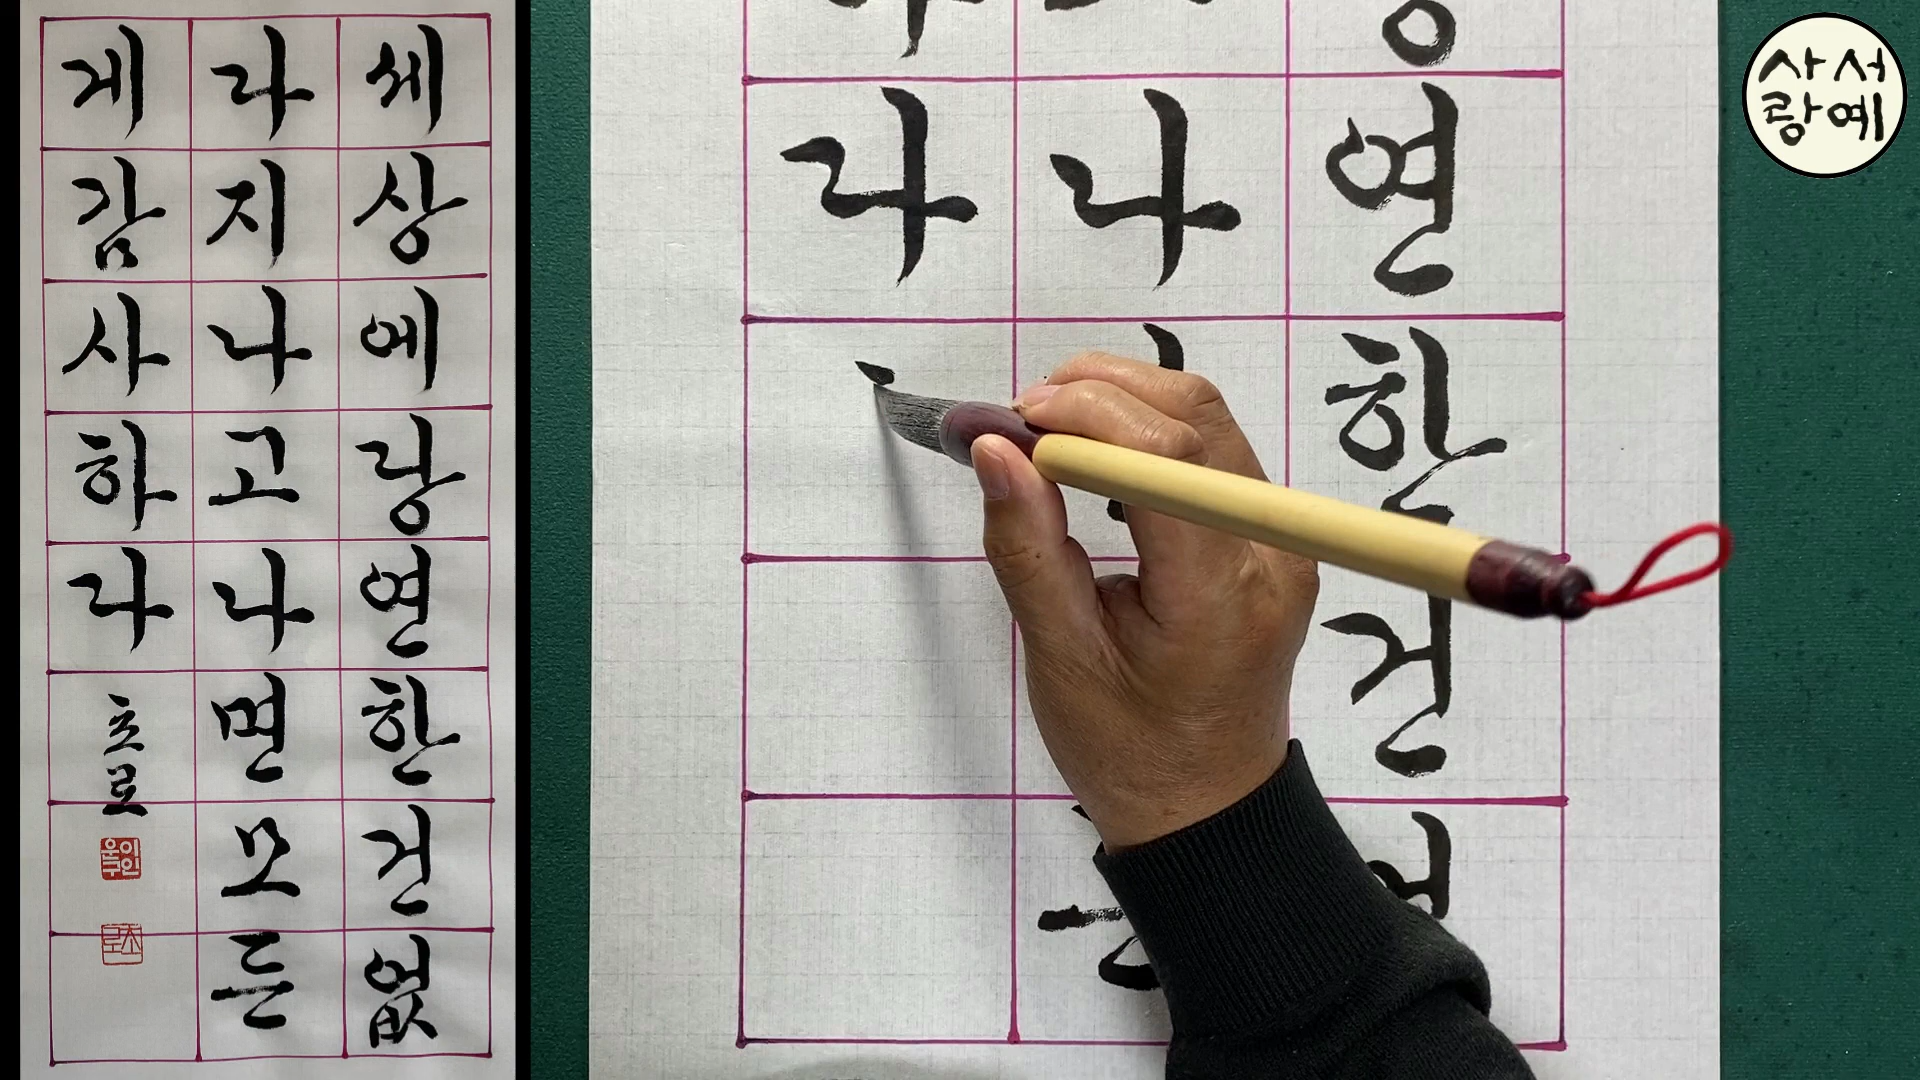 세상에당연한건없
다지나고나면모든
게감사하다
초로
연한건
나
다
서예
사랑